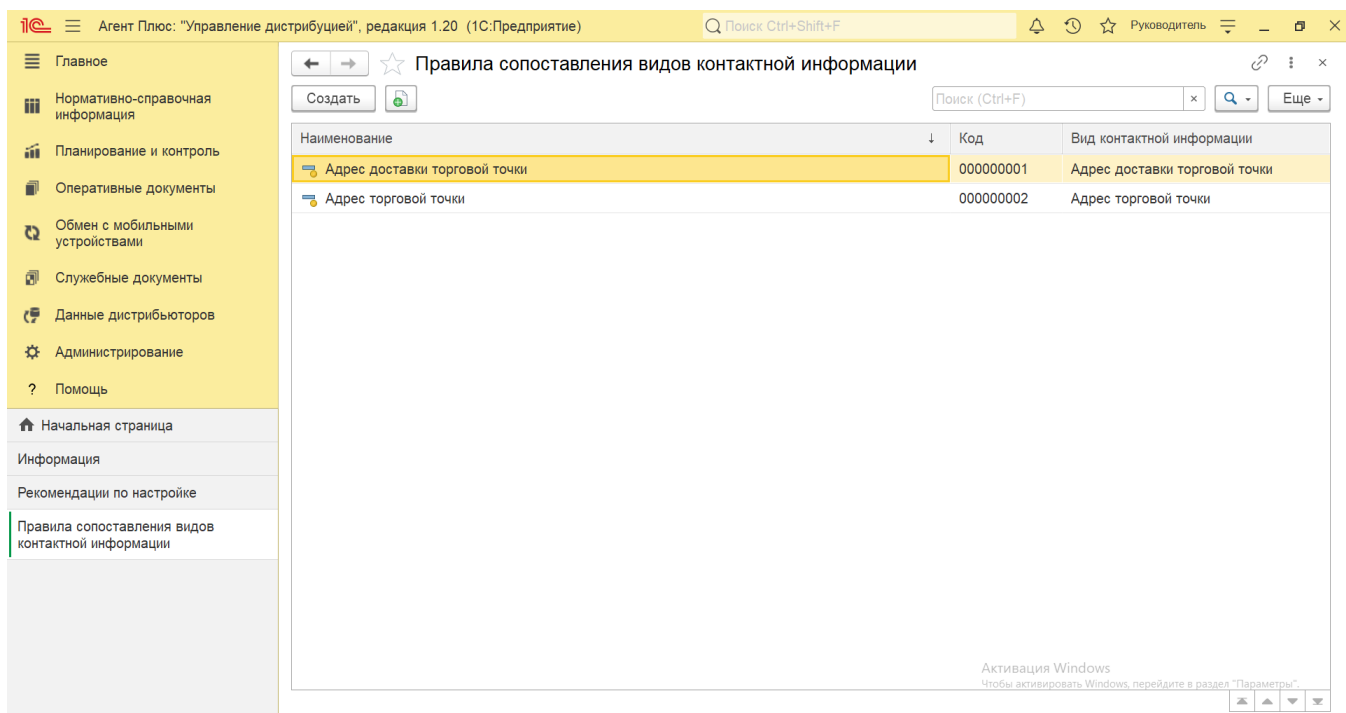 Агент Плюс: "Управление дистрибуцией", редакция 1.20 (1С:Предприятие)
Поиск Ctrl+Shift+F
Руководитель
Главное
Нормативно-справочная
информация
Планирование и контроль
Оперативные документы
Обмен с мобильными
устройствами
Служебные документы
Данные дистрибьюторов
Администрирование
? Помощь
Начальная страница
Информация
Рекомендации по настройке
Правила сопоставления видов
контактной информации
Правила сопоставления видов контактной информации
Создать
Поиск (Ctrl+F)
Еще
Наименование Код Вид контактной информации
Адрес доставки торговой точки 000000001 Адрес доставки торговой точки
Адрес торговой точки 000000002 Адрес торговой точки
Активация Windows
Чтобы активировать Windows, перейдите в раздел "Параметры".